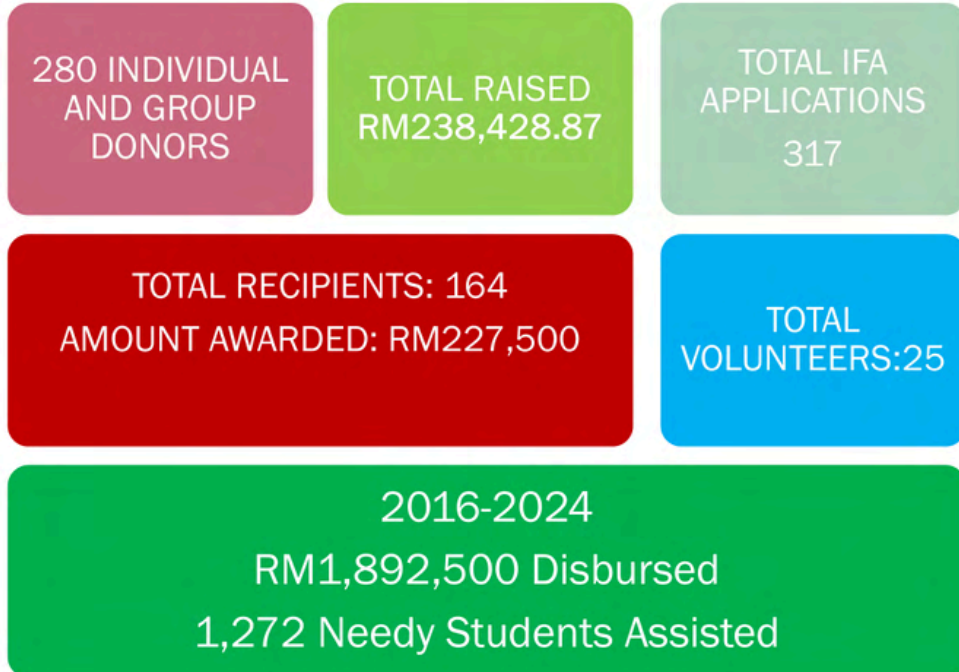 280 INDIVIDUAL
AND GROUP
DONORS
TOTAL RAISED
RM238,428.87
TOTAL IFA
APPLICATIONS
317
TOTAL RECIPIENTS: 164
AMOUNT AWARDED: RM227,500
TOTAL
VOLUNTEERS:25
2016-2024
RM1,892,500 Disbursed
1,272 Needy Students Assisted